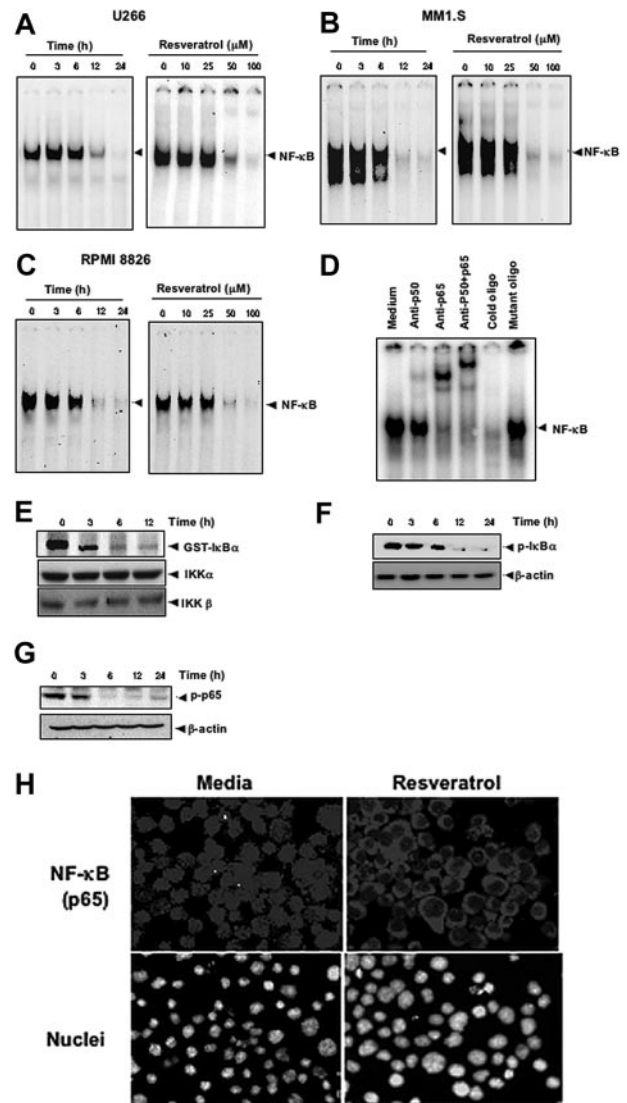 A
U266
Time (h)
0 3 6 12 24
Resveratrol (μM)
0 10 25 50 100
NF-κB
B
MM1.S
Time (h)
0 3 6 12 24
Resveratrol (μM)
0 10 25 50 100
NF-κB
C
RPMI 8826
Time (h)
0 3 6 12 24
Resveratrol (μM)
0 10 25 50 100
NF-κB
D
Medium
Anti-p50
Anti-p65
Anti-P50+p65
Cold oligo
Mutant oligo
NF-κB
E
0 3 6 12 Time (h)
GST-IκBα
IKKα
IKK β
F
0 3 6 12 24 Time (h)
p-IκBα
β-actin
G
0 3 6 12 24 Time (h)
p-p65
β-actin
H
Media
Resveratrol
NF-κB
(p65)
Nuclei